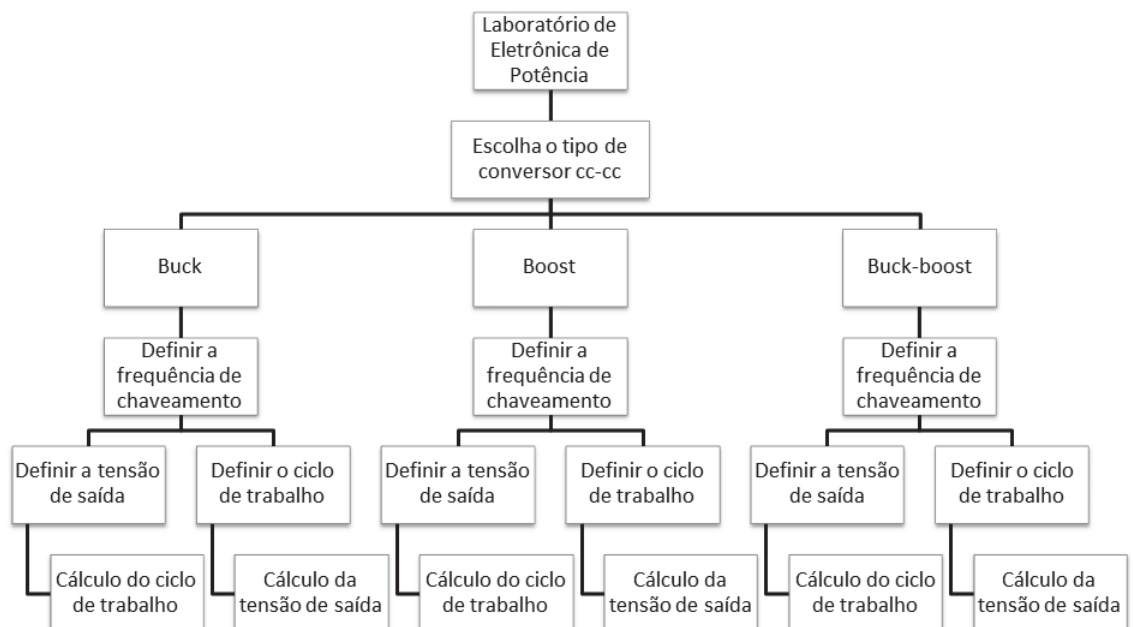 Laboratório de
Eletrônica de
Potência
Escolha o tipo de
conversor cc-cc
Buck
Boost
Buck-boost
Definir a
frequência de
chaveamento
Definir a
frequência de
chaveamento
Definir a
frequência de
chaveamento
Definir a tensão
de saída
Definir o ciclo
de trabalho
Definir a tensão
de saída
Definir o ciclo
de trabalho
Definir a tensão
de saída
Definir o ciclo
de trabalho
Cálculo do ciclo
de trabalho
Cálculo da
tensão de saída
Cálculo do ciclo
de trabalho
Cálculo da
tensão de saída
Cálculo do ciclo
de trabalho
Cálculo da
tensão de saída